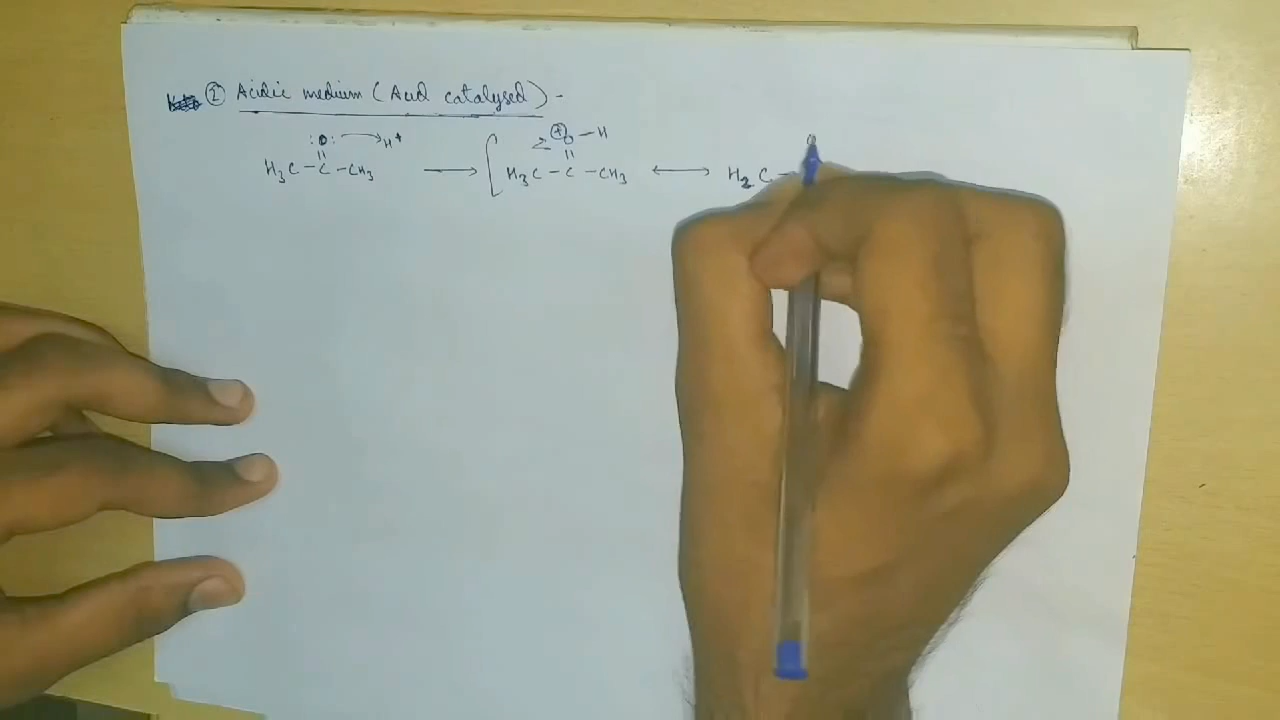 ② Acidic medium (Acid catalysed) -
:O: → H⁺
H₃C - C - CH₃ → [ H₃C - C - CH₃ ↔ H₂C -
⊕ O - H
O